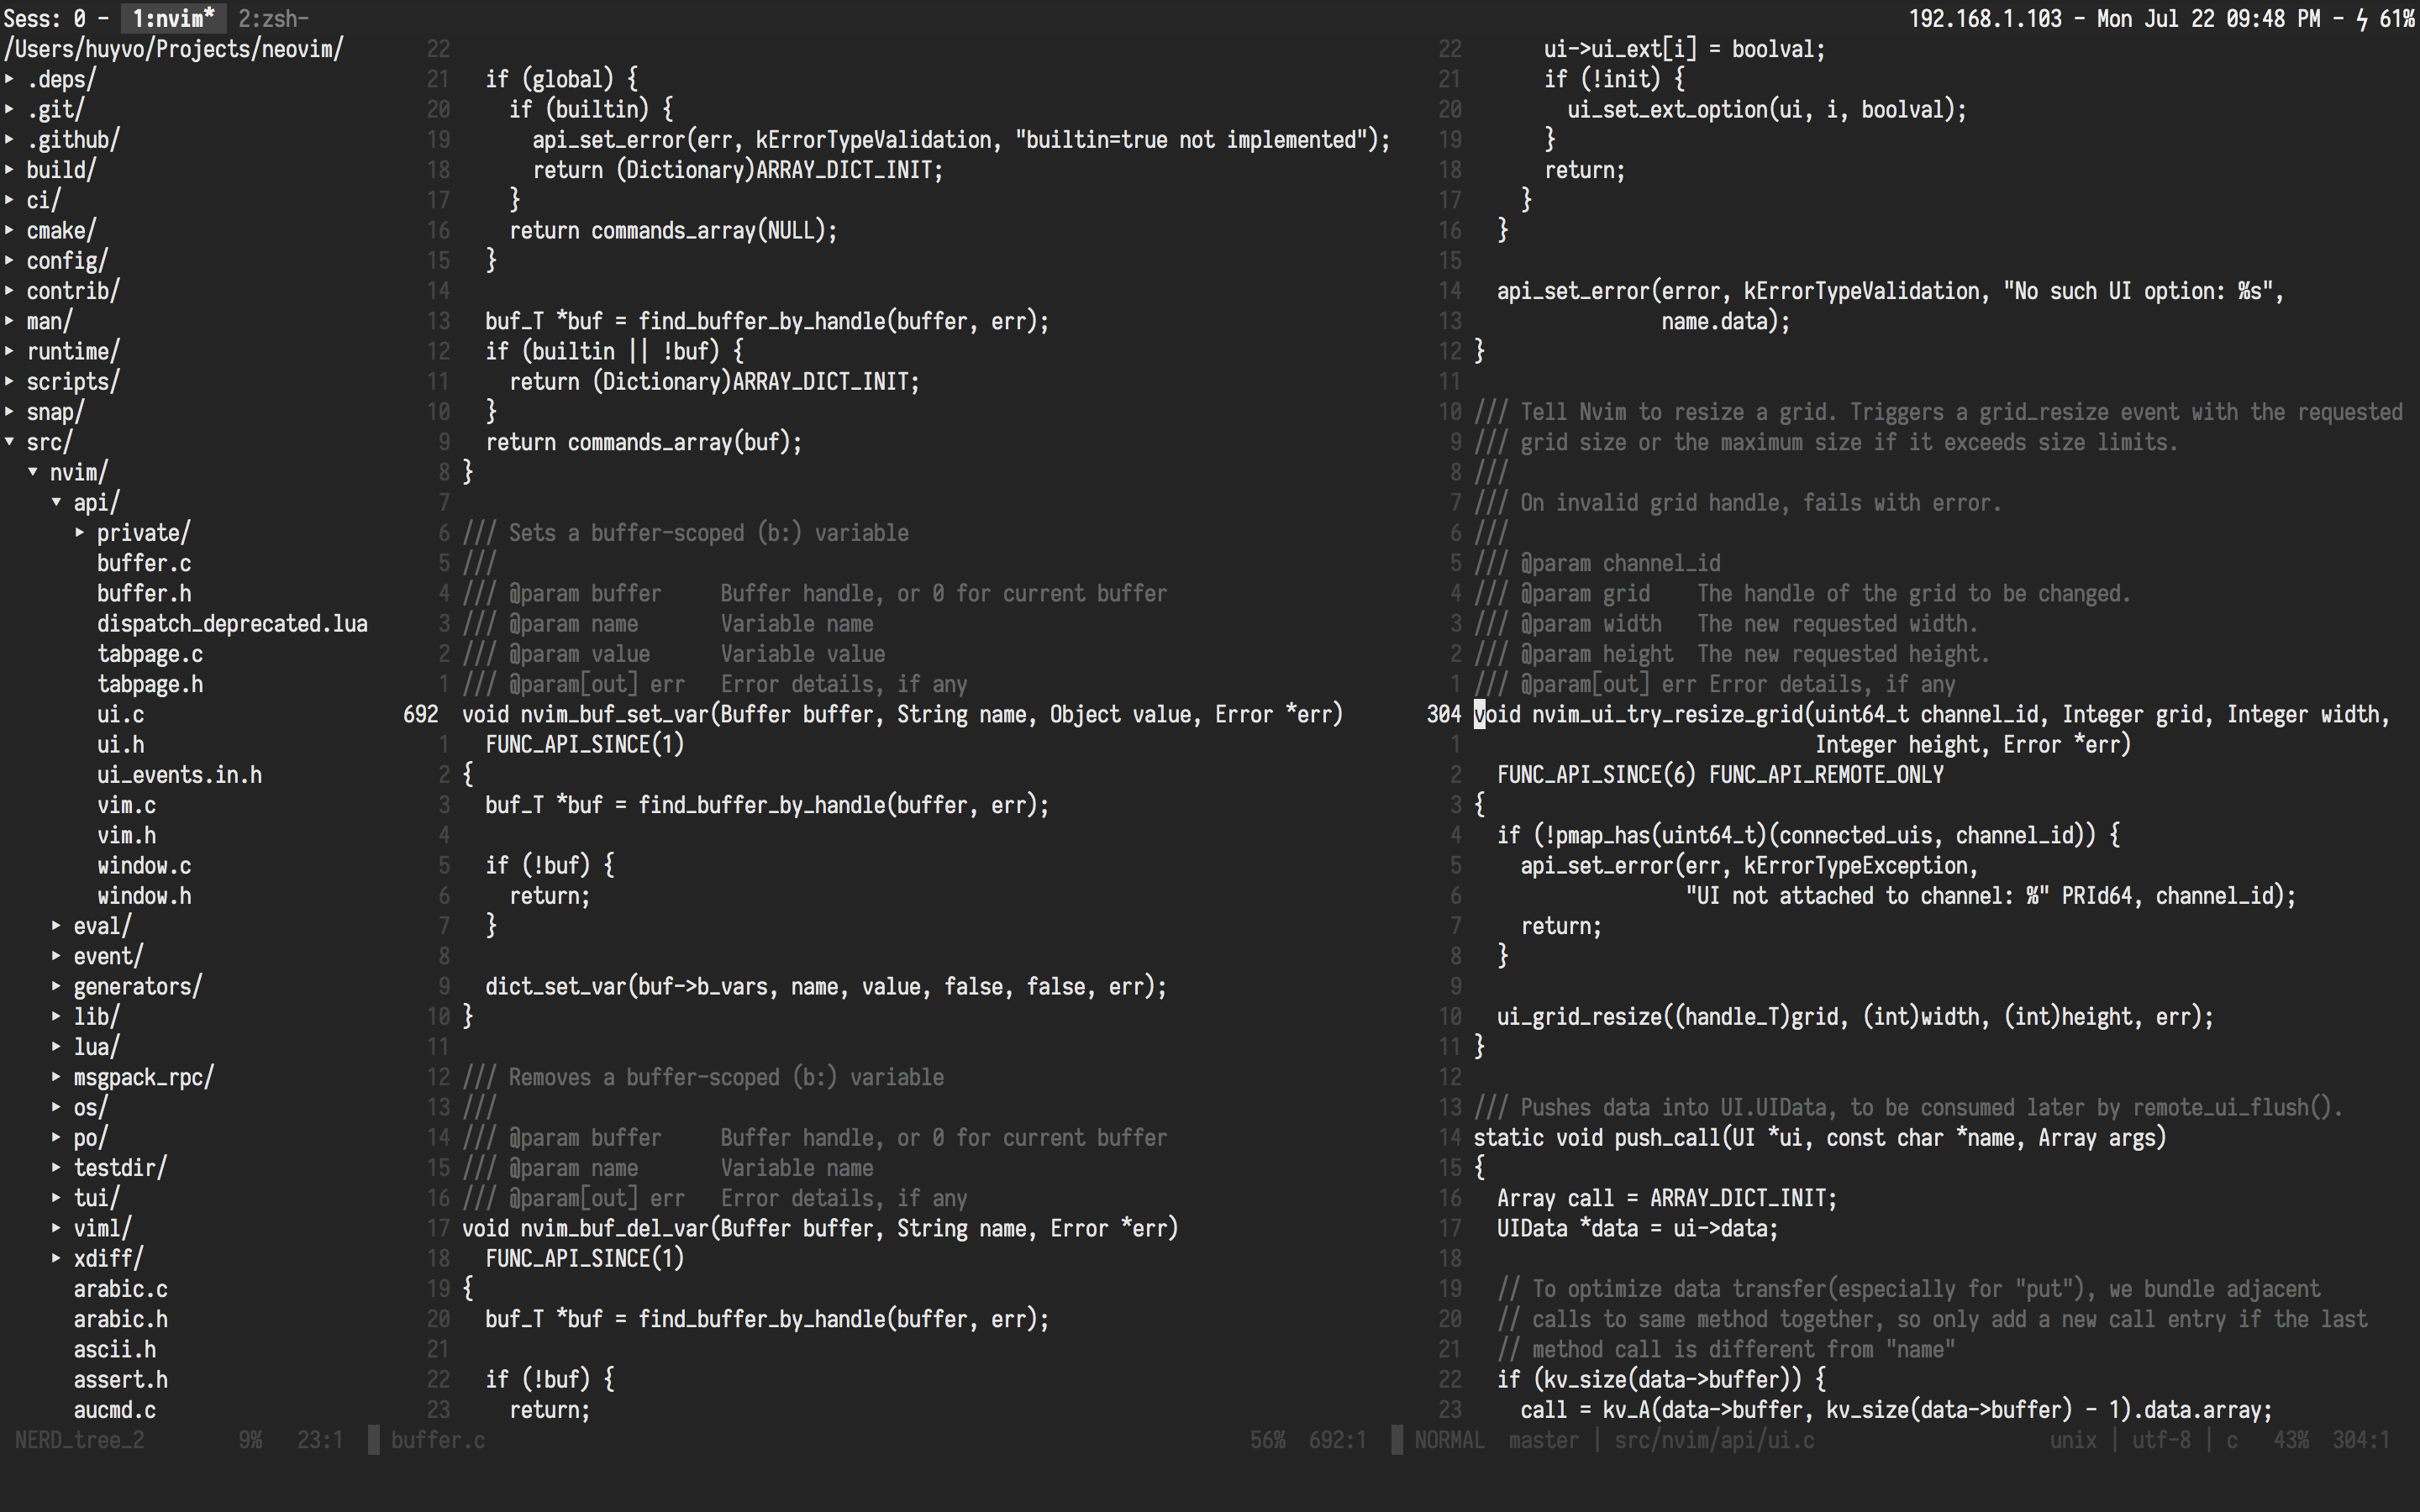 Sess: 0 - 1:nvim* 2:zsh-
192.168.1.103 - Mon Jul 22 09:48 PM - ϟ 61%
/Users/huyvo/Projects/neovim/
▸ .deps/
▸ .git/
▸ .github/
▸ build/
▸ ci/
▸ cmake/
▸ config/
▸ contrib/
▸ man/
▸ runtime/
▸ scripts/
▸ snap/
▾ src/
▾ nvim/
▾ api/
▸ private/
buffer.c
buffer.h
dispatch_deprecated.lua
tabpage.c
tabpage.h
ui.c
ui.h
ui_events.in.h
vim.c
vim.h
window.c
window.h
▸ eval/
▸ event/
▸ generators/
▸ lib/
▸ lua/
▸ msgpack_rpc/
▸ os/
▸ po/
▸ testdir/
▸ tui/
▸ viml/
▸ xdiff/
arabic.c
arabic.h
ascii.h
assert.h
aucmd.c
NERD_tree_2 9% 23:1
22
21 if (global) {
20 if (builtin) {
19 api_set_error(err, kErrorTypeValidation, "builtin=true not implemented");
18 return (Dictionary)ARRAY_DICT_INIT;
17 }
16 return commands_array(NULL);
15 }
14
13 buf_T *buf = find_buffer_by_handle(buffer, err);
12 if (builtin || !buf) {
11 return (Dictionary)ARRAY_DICT_INIT;
10 }
9 return commands_array(buf);
8 }
7
6 /// Sets a buffer-scoped (b:) variable
5 ///
4 /// @param buffer Buffer handle, or 0 for current buffer
3 /// @param name Variable name
2 /// @param value Variable value
1 /// @param[out] err Error details, if any
692 void nvim_buf_set_var(Buffer buffer, String name, Object value, Error *err)
1 FUNC_API_SINCE(1)
2 {
3 buf_T *buf = find_buffer_by_handle(buffer, err);
4
5 if (!buf) {
6 return;
7 }
8
9 dict_set_var(buf->b_vars, name, value, false, false, err);
10 }
11
12 /// Removes a buffer-scoped (b:) variable
13 ///
14 /// @param buffer Buffer handle, or 0 for current buffer
15 /// @param name Variable name
16 /// @param[out] err Error details, if any
17 void nvim_buf_del_var(Buffer buffer, String name, Error *err)
18 FUNC_API_SINCE(1)
19 {
20 buf_T *buf = find_buffer_by_handle(buffer, err);
21
22 if (!buf) {
23 return;
buffer.c 56% 692:1
22 ui->ui_ext[i] = boolval;
21 if (!init) {
20 ui_set_ext_option(ui, i, boolval);
19 }
18 return;
17 }
16 }
15
14 api_set_error(error, kErrorTypeValidation, "No such UI option: %s",
13 name.data);
12 }
11
10 /// Tell Nvim to resize a grid. Triggers a grid_resize event with the requested
9 /// grid size or the maximum size if it exceeds size limits.
8 ///
7 /// On invalid grid handle, fails with error.
6 ///
5 /// @param channel_id
4 /// @param grid The handle of the grid to be changed.
3 /// @param width The new requested width.
2 /// @param height The new requested height.
1 /// @param[out] err Error details, if any
304 void nvim_ui_try_resize_grid(uint64_t channel_id, Integer grid, Integer width,
1 Integer height, Error *err)
2 FUNC_API_SINCE(6) FUNC_API_REMOTE_ONLY
3 {
4 if (!pmap_has(uint64_t)(connected_uis, channel_id)) {
5 api_set_error(err, kErrorTypeException,
6 "UI not attached to channel: %" PRId64, channel_id);
7 return;
8 }
9
10 ui_grid_resize((handle_T)grid, (int)width, (int)height, err);
11 }
12
13 /// Pushes data into UI.UIData, to be consumed later by remote_ui_flush().
14 static void push_call(UI *ui, const char *name, Array args)
15 {
16 Array call = ARRAY_DICT_INIT;
17 UIData *data = ui->data;
18
19 // To optimize data transfer(especially for "put"), we bundle adjacent
20 // calls to same method together, so only add a new call entry if the last
21 // method call is different from "name"
22 if (kv_size(data->buffer)) {
23 call = kv_A(data->buffer, kv_size(data->buffer) - 1).data.array;
NORMAL master | src/nvim/api/ui.c unix | utf-8 | c 43% 304:1